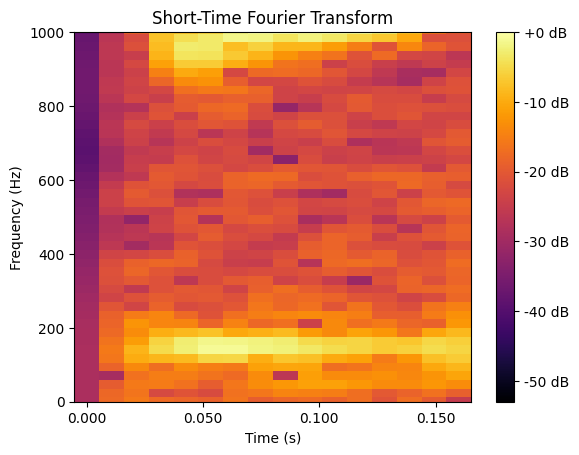 Short-Time Fourier Transform
1000
800
600
400
200
0
Frequency (Hz)
0.000
0.050
0.100
0.150
Time (s)
+0 dB
-10 dB
-20 dB
-30 dB
-40 dB
-50 dB